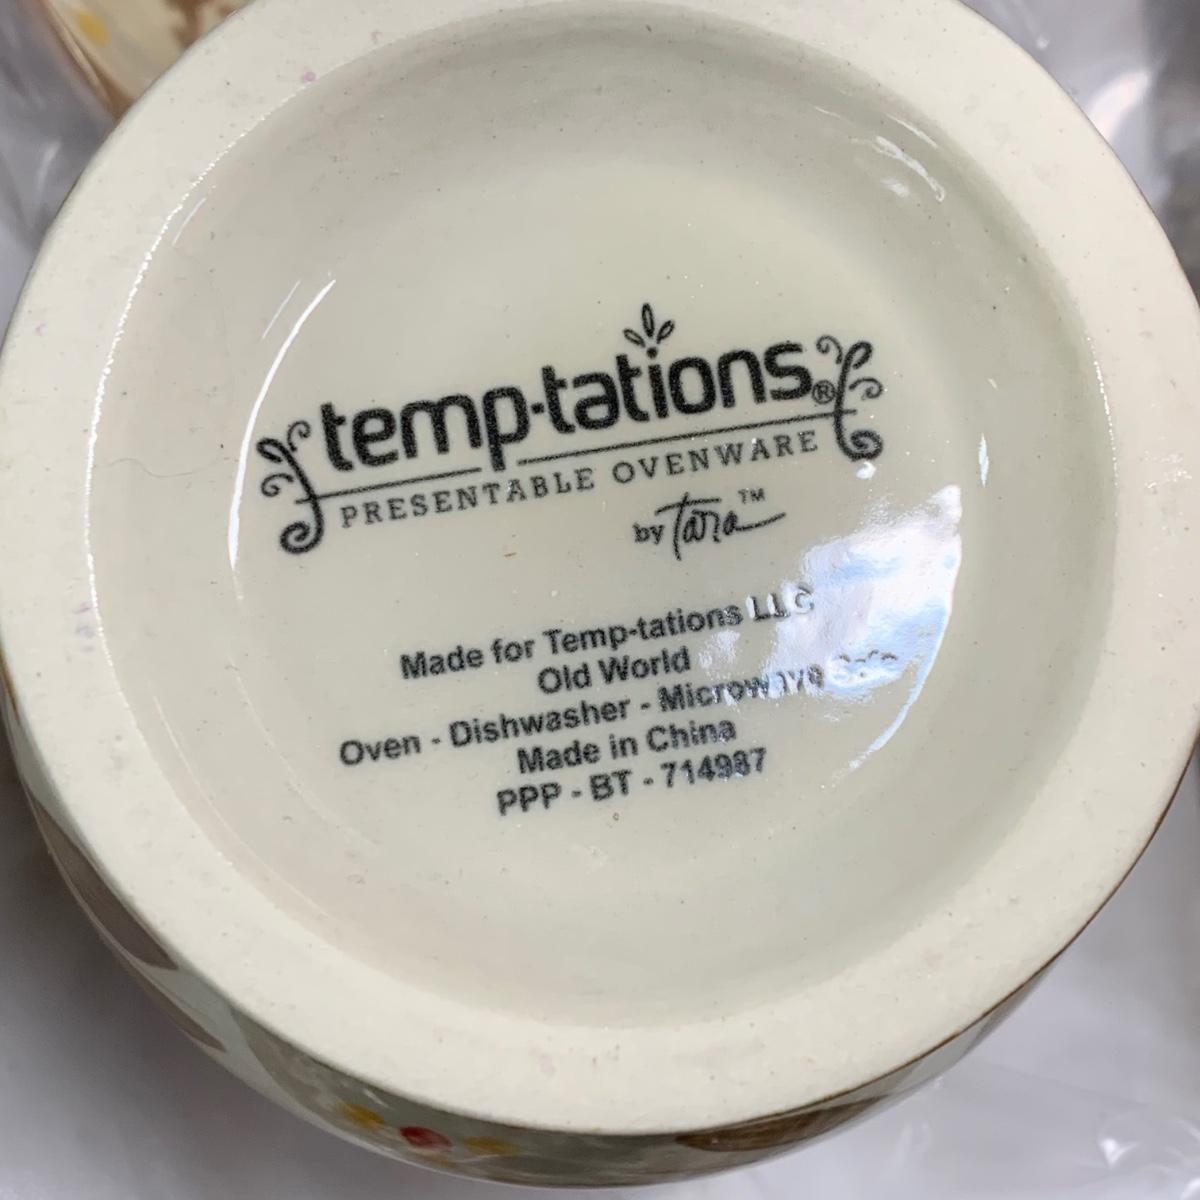 temp-tations®
PRESENTABLE OVENWARE
by Tara™
Made for Temp-tations LLC
Old World
Oven - Dishwasher - Microwave Safe
Made in China
PPP - BT - 714987